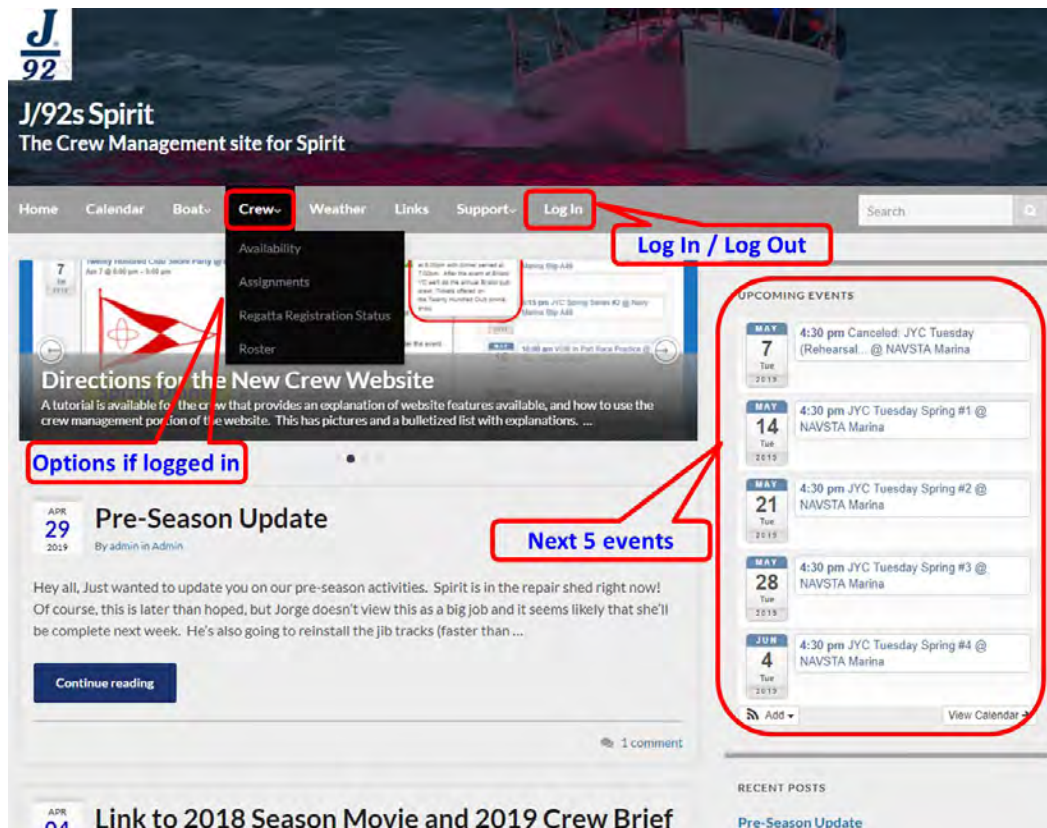 J
92
J/92s Spirit
The Crew Management site for Spirit
Home Calendar Boat Crew Weather Links Support Log In Search
Log In / Log Out
Availability
Assignments
Regatta Registration Status
Roster
7
Apr 7 @ 6:00 pm
Directions for the New Crew Website
A tutorial is available for the crew that provides an explanation of website features available, and how to use the
crew management portion of the website. This has pictures and a bulletized list with explanations. ...
Options if logged in
APR
29
2019
Pre-Season Update
By admin in Admin
Hey all, Just wanted to update you on our pre-season activities. Spirit is in the repair shed right now!
Of course, this is later than hoped, but Jorge doesn't view this as a big job and it seems likely that she'll
be complete next week. He's also going to reinstall the jib tracks (faster than ...
Continue reading
1 comment
APR
Link to 2018 Season Movie and 2019 Crew Brief
UPCOMING EVENTS
MAY
7
Tue
2019
4:30 pm Canceled: JYC Tuesday
(Rehearsal... @ NAVSTA Marina
MAY
14
Tue
2019
4:30 pm JYC Tuesday Spring #1 @
NAVSTA Marina
MAY
21
Tue
2019
4:30 pm JYC Tuesday Spring #2 @
NAVSTA Marina
Next 5 events
MAY
28
Tue
2019
4:30 pm JYC Tuesday Spring #3 @
NAVSTA Marina
JUN
4
Tue
2019
4:30 pm JYC Tuesday Spring #4 @
NAVSTA Marina
Add
View Calendar
RECENT POSTS
Pre-Season Update